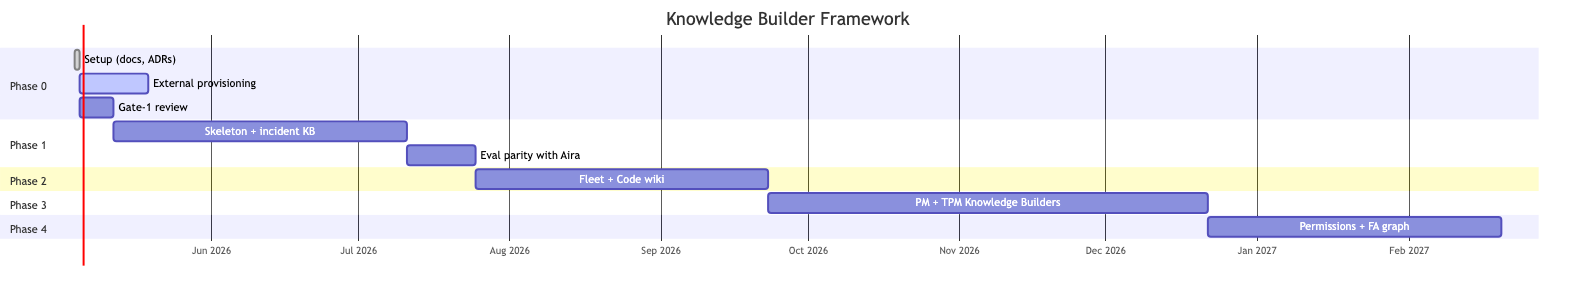 Knowledge Builder Framework
Phase 0
Setup (docs, ADRs)
External provisioning
Gate-1 review
Phase 1
Skeleton + incident KB
Eval parity with Aira
Phase 2
Fleet + Code wiki
Phase 3
PM + TPM Knowledge Builders
Phase 4
Permissions + FA graph
Jun 2026 Jul 2026 Aug 2026 Sep 2026 Oct 2026 Nov 2026 Dec 2026 Jan 2027 Feb 2027